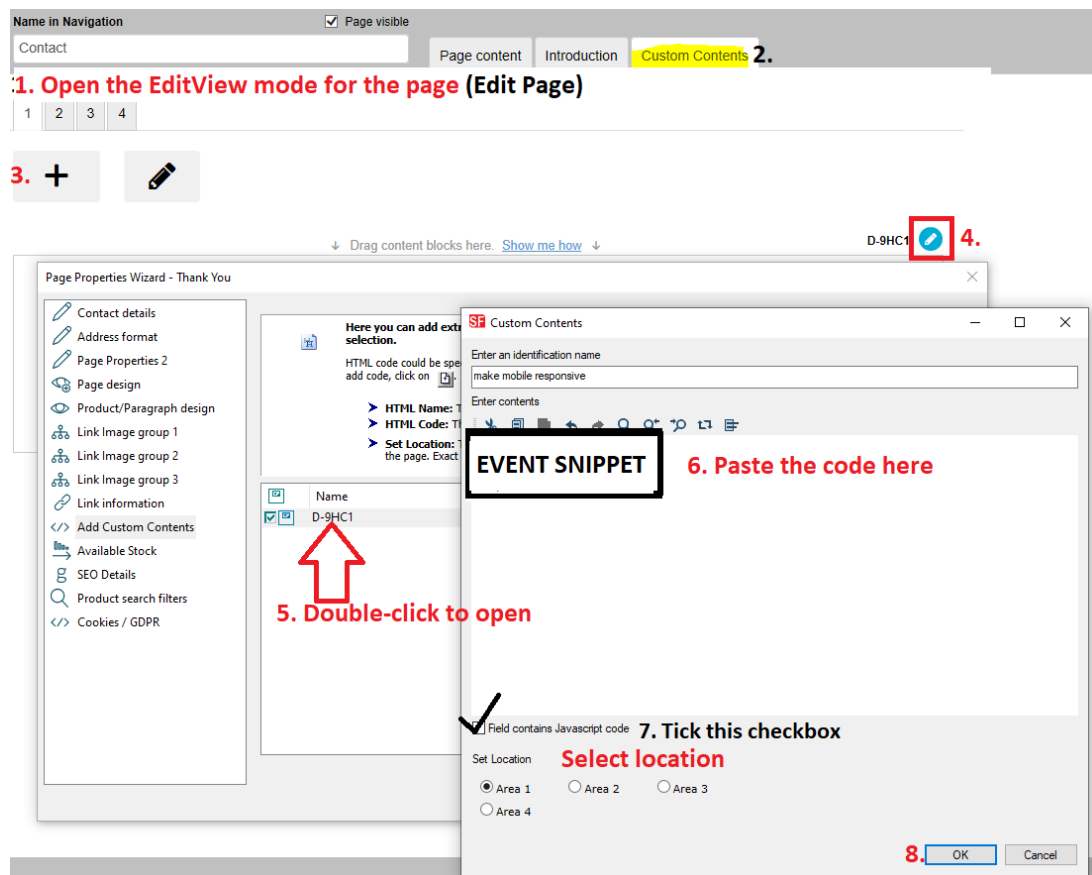 Name in Navigation
Page visible
Contact
Page content
Introduction
Custom Contents 2.
1. Open the EditView mode for the page (Edit Page)
1 2 3 4
3. +
↓ Drag content blocks here. Show me how ↓
D-9HC1 4.
Page Properties Wizard - Thank You
Contact details
Address format
Page Properties 2
Page design
Product/Paragraph design
Link Image group 1
Link Image group 2
Link Image group 3
Link information
</> Add Custom Contents
Available Stock
SEO Details
Product search filters
</> Cookies / GDPR
Here you can add
selection.
HTML code could be
add code, click on
HTML Name:
HTML Code:
Set Location:
the page. Exact
Name
D-9HC1
5. Double-click to open
SF Custom Contents
Enter an identification name
make mobile responsive
Enter contents
EVENT SNIPPET
6. Paste the code here
Field contains Javascript code 7. Tick this checkbox
Set Location
Select location
Area 1
Area 2
Area 3
Area 4
8. OK
Cancel